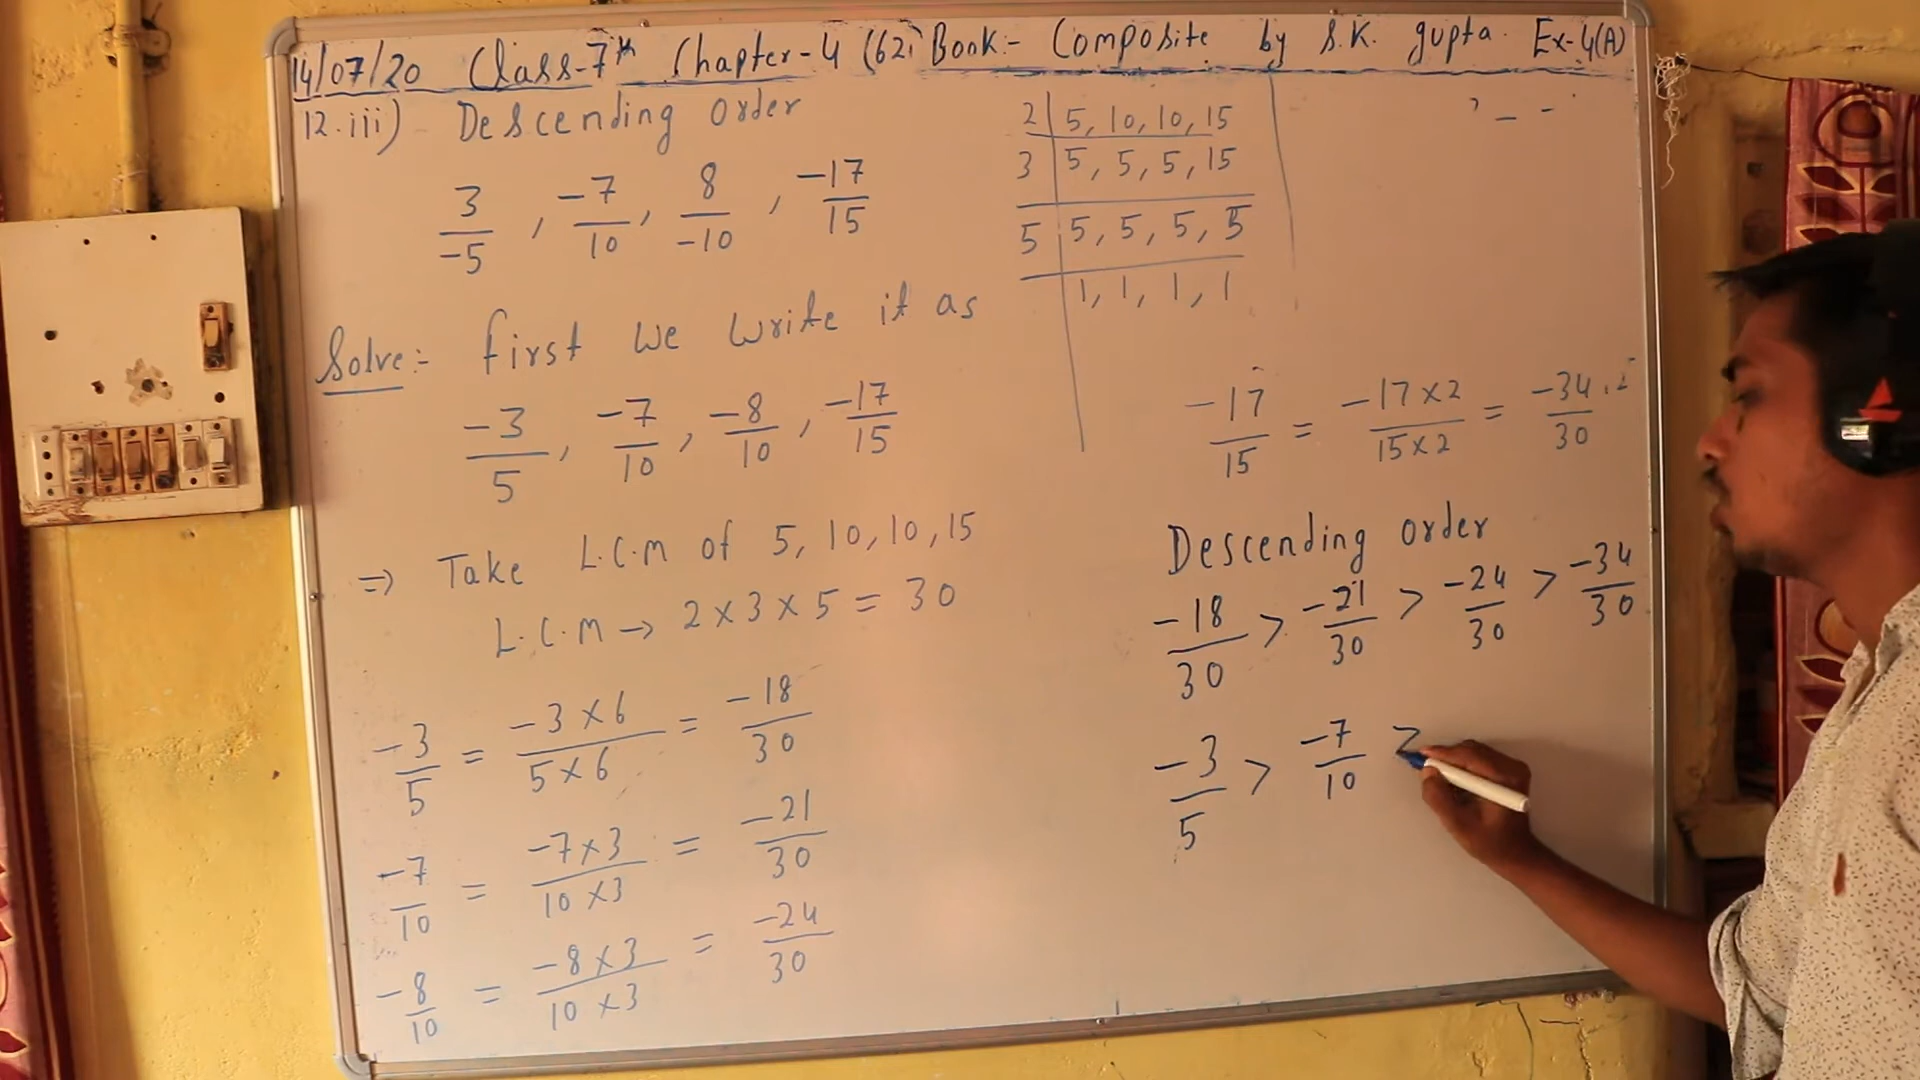 14/07/20 Class-7th Chapter-4 (62) Book:- Composite by S.K. gupta. Ex-4(A)
12.iii) Descending order
3/-5, -7/10, 8/-10, -17/15
Solve:- first we write it as
-3/5, -7/10, -8/10, -17/15
=> Take L.C.M of 5, 10, 10, 15
L.C.M → 2×3×5 = 30
-3/5 = -3×6/5×6 = -18/30
-7/10 = -7×3/10×3 = -21/30
-8/10 = -8×3/10×3 = -24/30
2 | 5, 10, 10, 15
3 | 5, 5, 5, 15
5 | 5, 5, 5, 5
1, 1, 1, 1
-17/15 = -17×2/15×2 = -34/30
Descending order
-18/30 > -21/30 > -24/30 > -34/30
-3/5 > -7/10 >